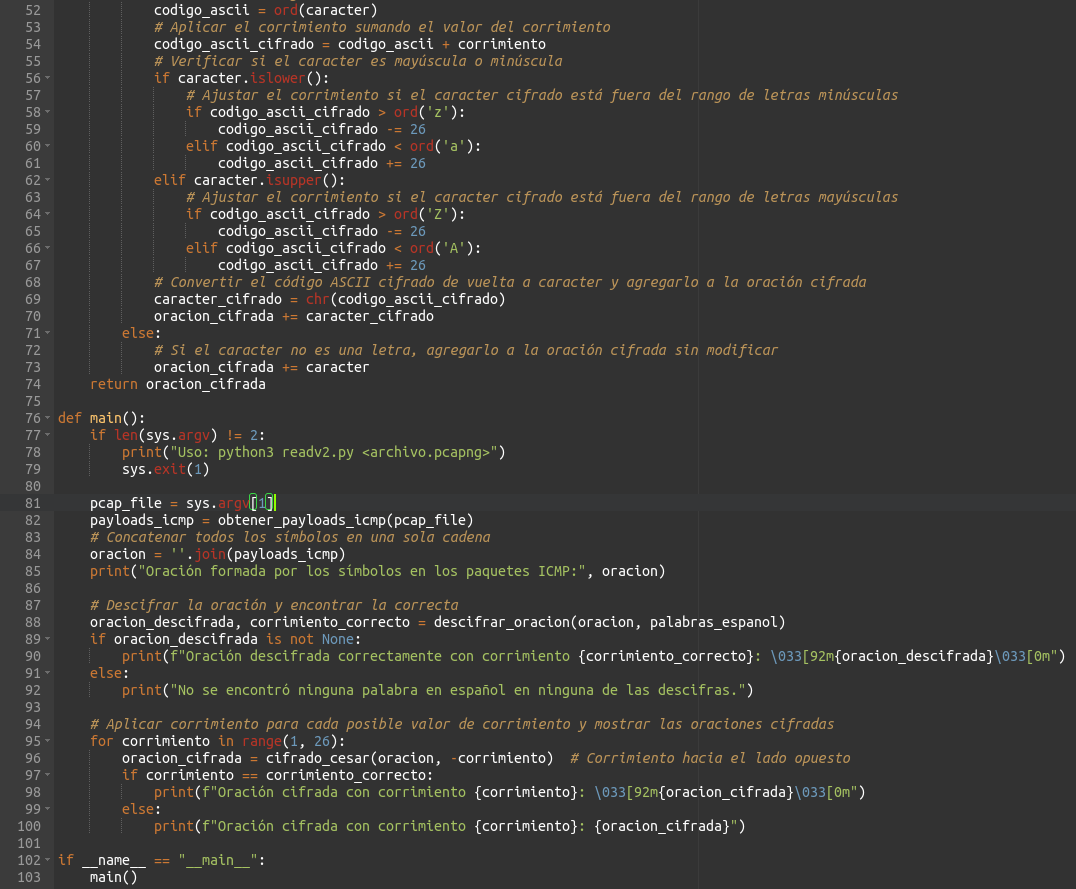 52 codigo_ascii = ord(caracter)
53 # Aplicar el corrimiento sumando el valor del corrimiento
54 codigo_ascii_cifrado = codigo_ascii + corrimiento
55 # Verificar si el caracter es mayúscula o minúscula
56 if caracter.islower():
57 # Ajustar el corrimiento si el caracter cifrado está fuera del rango de letras minúsculas
58 if codigo_ascii_cifrado > ord('z'):
59 codigo_ascii_cifrado -= 26
60 elif codigo_ascii_cifrado < ord('a'):
61 codigo_ascii_cifrado += 26
62 elif caracter.isupper():
63 # Ajustar el corrimiento si el caracter cifrado está fuera del rango de letras mayúsculas
64 if codigo_ascii_cifrado > ord('Z'):
65 codigo_ascii_cifrado -= 26
66 elif codigo_ascii_cifrado < ord('A'):
67 codigo_ascii_cifrado += 26
68 # Convertir el código ASCII cifrado de vuelta a caracter y agregarlo a la oración cifrada
69 caracter_cifrado = chr(codigo_ascii_cifrado)
70 oracion_cifrada += caracter_cifrado
71 else:
72 # Si el caracter no es una letra, agregarlo a la oración cifrada sin modificar
73 oracion_cifrada += caracter
74 return oracion_cifrada
75
76 def main():
77 if len(sys.argv) != 2:
78 print("Uso: python3 readv2.py <archivo.pcapng>")
79 sys.exit(1)
80
81 pcap_file = sys.argv[1]
82 payloads_icmp = obtener_payloads_icmp(pcap_file)
83 # Concatenar todos los símbolos en una sola cadena
84 oracion = ''.join(payloads_icmp)
85 print("Oración formada por los símbolos en los paquetes ICMP:", oracion)
86
87 # Descifrar la oración y encontrar la correcta
88 oracion_descifrada, corrimiento_correcto = descifrar_oracion(oracion, palabras_espanol)
89 if oracion_descifrada is not None:
90 print(f"Oración descifrada correctamente con corrimiento {corrimiento_correcto}: \033[92m{oracion_descifrada}\033[0m")
91 else:
92 print("No se encontró ninguna palabra en español en ninguna de las descifras.")
93
94 # Aplicar corrimiento para cada posible valor de corrimiento y mostrar las oraciones cifradas
95 for corrimiento in range(1, 26):
96 oracion_cifrada = cifrado_cesar(oracion, -corrimiento)  # Corrimiento hacia el lado opuesto
97 if corrimiento == corrimiento_correcto:
98 print(f"Oración cifrada con corrimiento {corrimiento}: \033[92m{oracion_cifrada}\033[0m")
99 else:
100 print(f"Oración cifrada con corrimiento {corrimiento}: {oracion_cifrada}")
101
102 if __name__ == "__main__":
103 main()